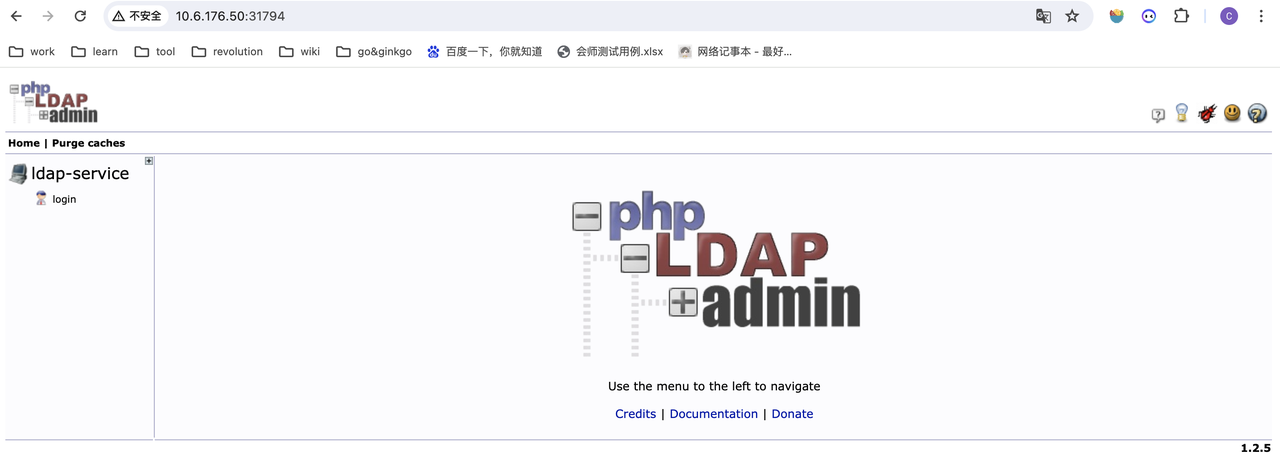 不安全 10.6.176.50:31794 C
work learn tool revolution wiki go&ginkgo 百度一下，你就知道 会师测试用例.xlsx 网络记事本 – 最好...
php
LDAP
admin
Home | Purge caches
ldap-service
login
php
LDAP
admin
Use the menu to the left to navigate
Credits | Documentation | Donate
1.2.5